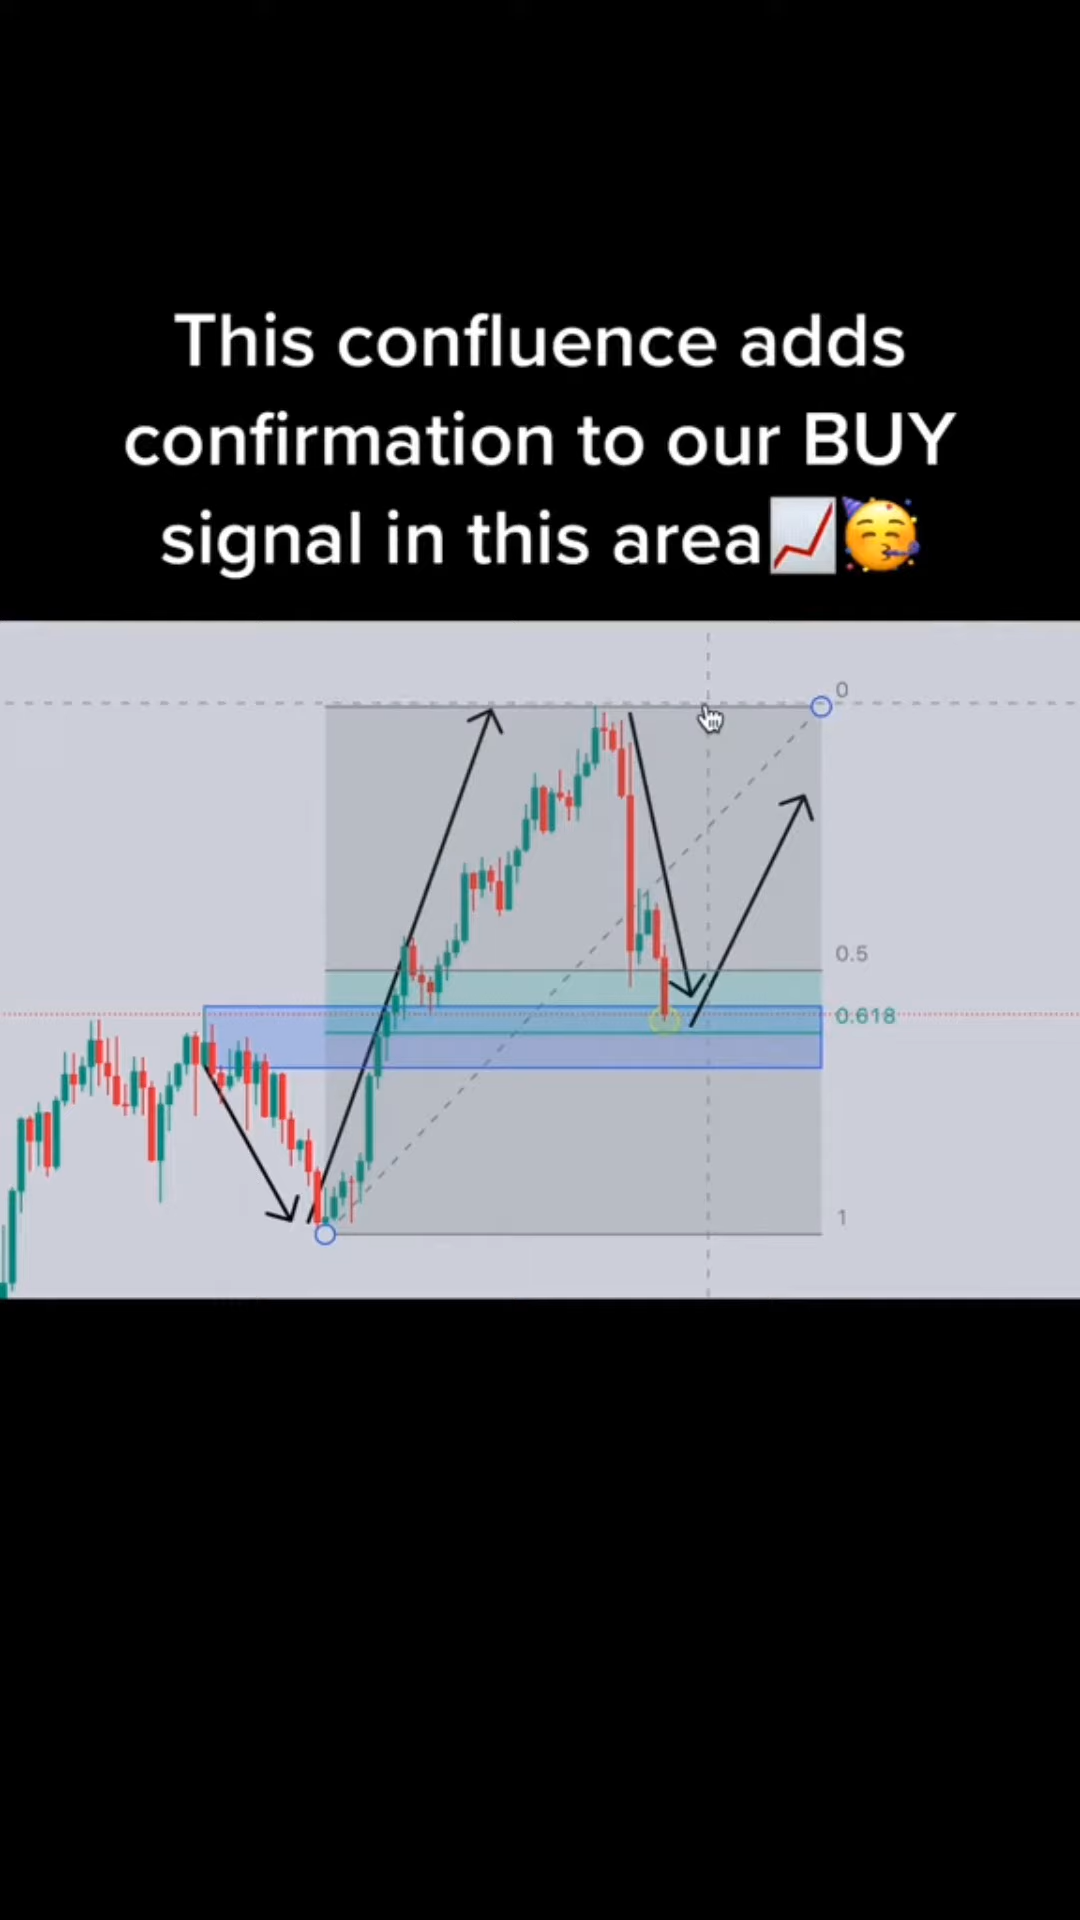 This confluence adds
confirmation to our BUY
signal in this area📈🥳
0
0.5
0.618
1